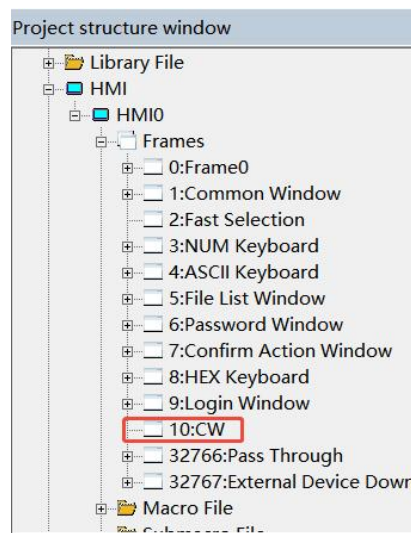 Project structure window
Library File
HMI
HMI0
Frames
0:Frame0
1:Common Window
2:Fast Selection
3:NUM Keyboard
4:ASCII Keyboard
5:File List Window
6:Password Window
7:Confirm Action Window
8:HEX Keyboard
9:Login Window
10:CW
32766:Pass Through
32767:External Device Down
Macro File